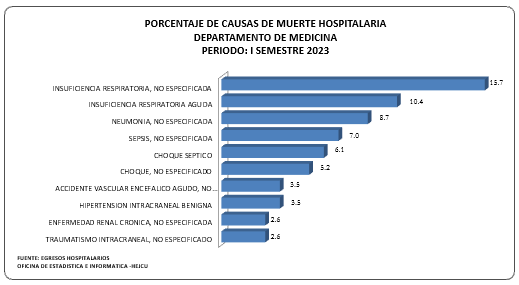 PORCENTAJE DE CAUSAS DE MUERTE HOSPITALARIA
DEPARTAMENTO DE MEDICINA
PERIODO: I SEMESTRE 2023
INSUFICIENCIA RESPIRATORIA, NO ESPECIFICADA 15.7
INSUFICIENCIA RESPIRATORIA AGUDA 10.4
NEUMONIA, NO ESPECIFICADA 8.7
SEPSIS, NO ESPECIFICADA 7.0
CHOQUE SEPTICO 6.1
CHOQUE, NO ESPECIFICADO 5.2
ACCIDENTE VASCULAR ENCEFALICO AGUDO, NO... 3.5
HIPERTENSION INTRACRANEAL BENIGNA 3.5
ENFERMEDAD RENAL CRONICA, NO ESPECIFICADA 2.6
TRAUMATISMO INTRACRANEAL, NO ESPECIFICADO 2.6
FUENTE: EGRESOS HOSPITALARIOS
OFICINA DE ESTADISTICA E INFORMATICA -HEJCU